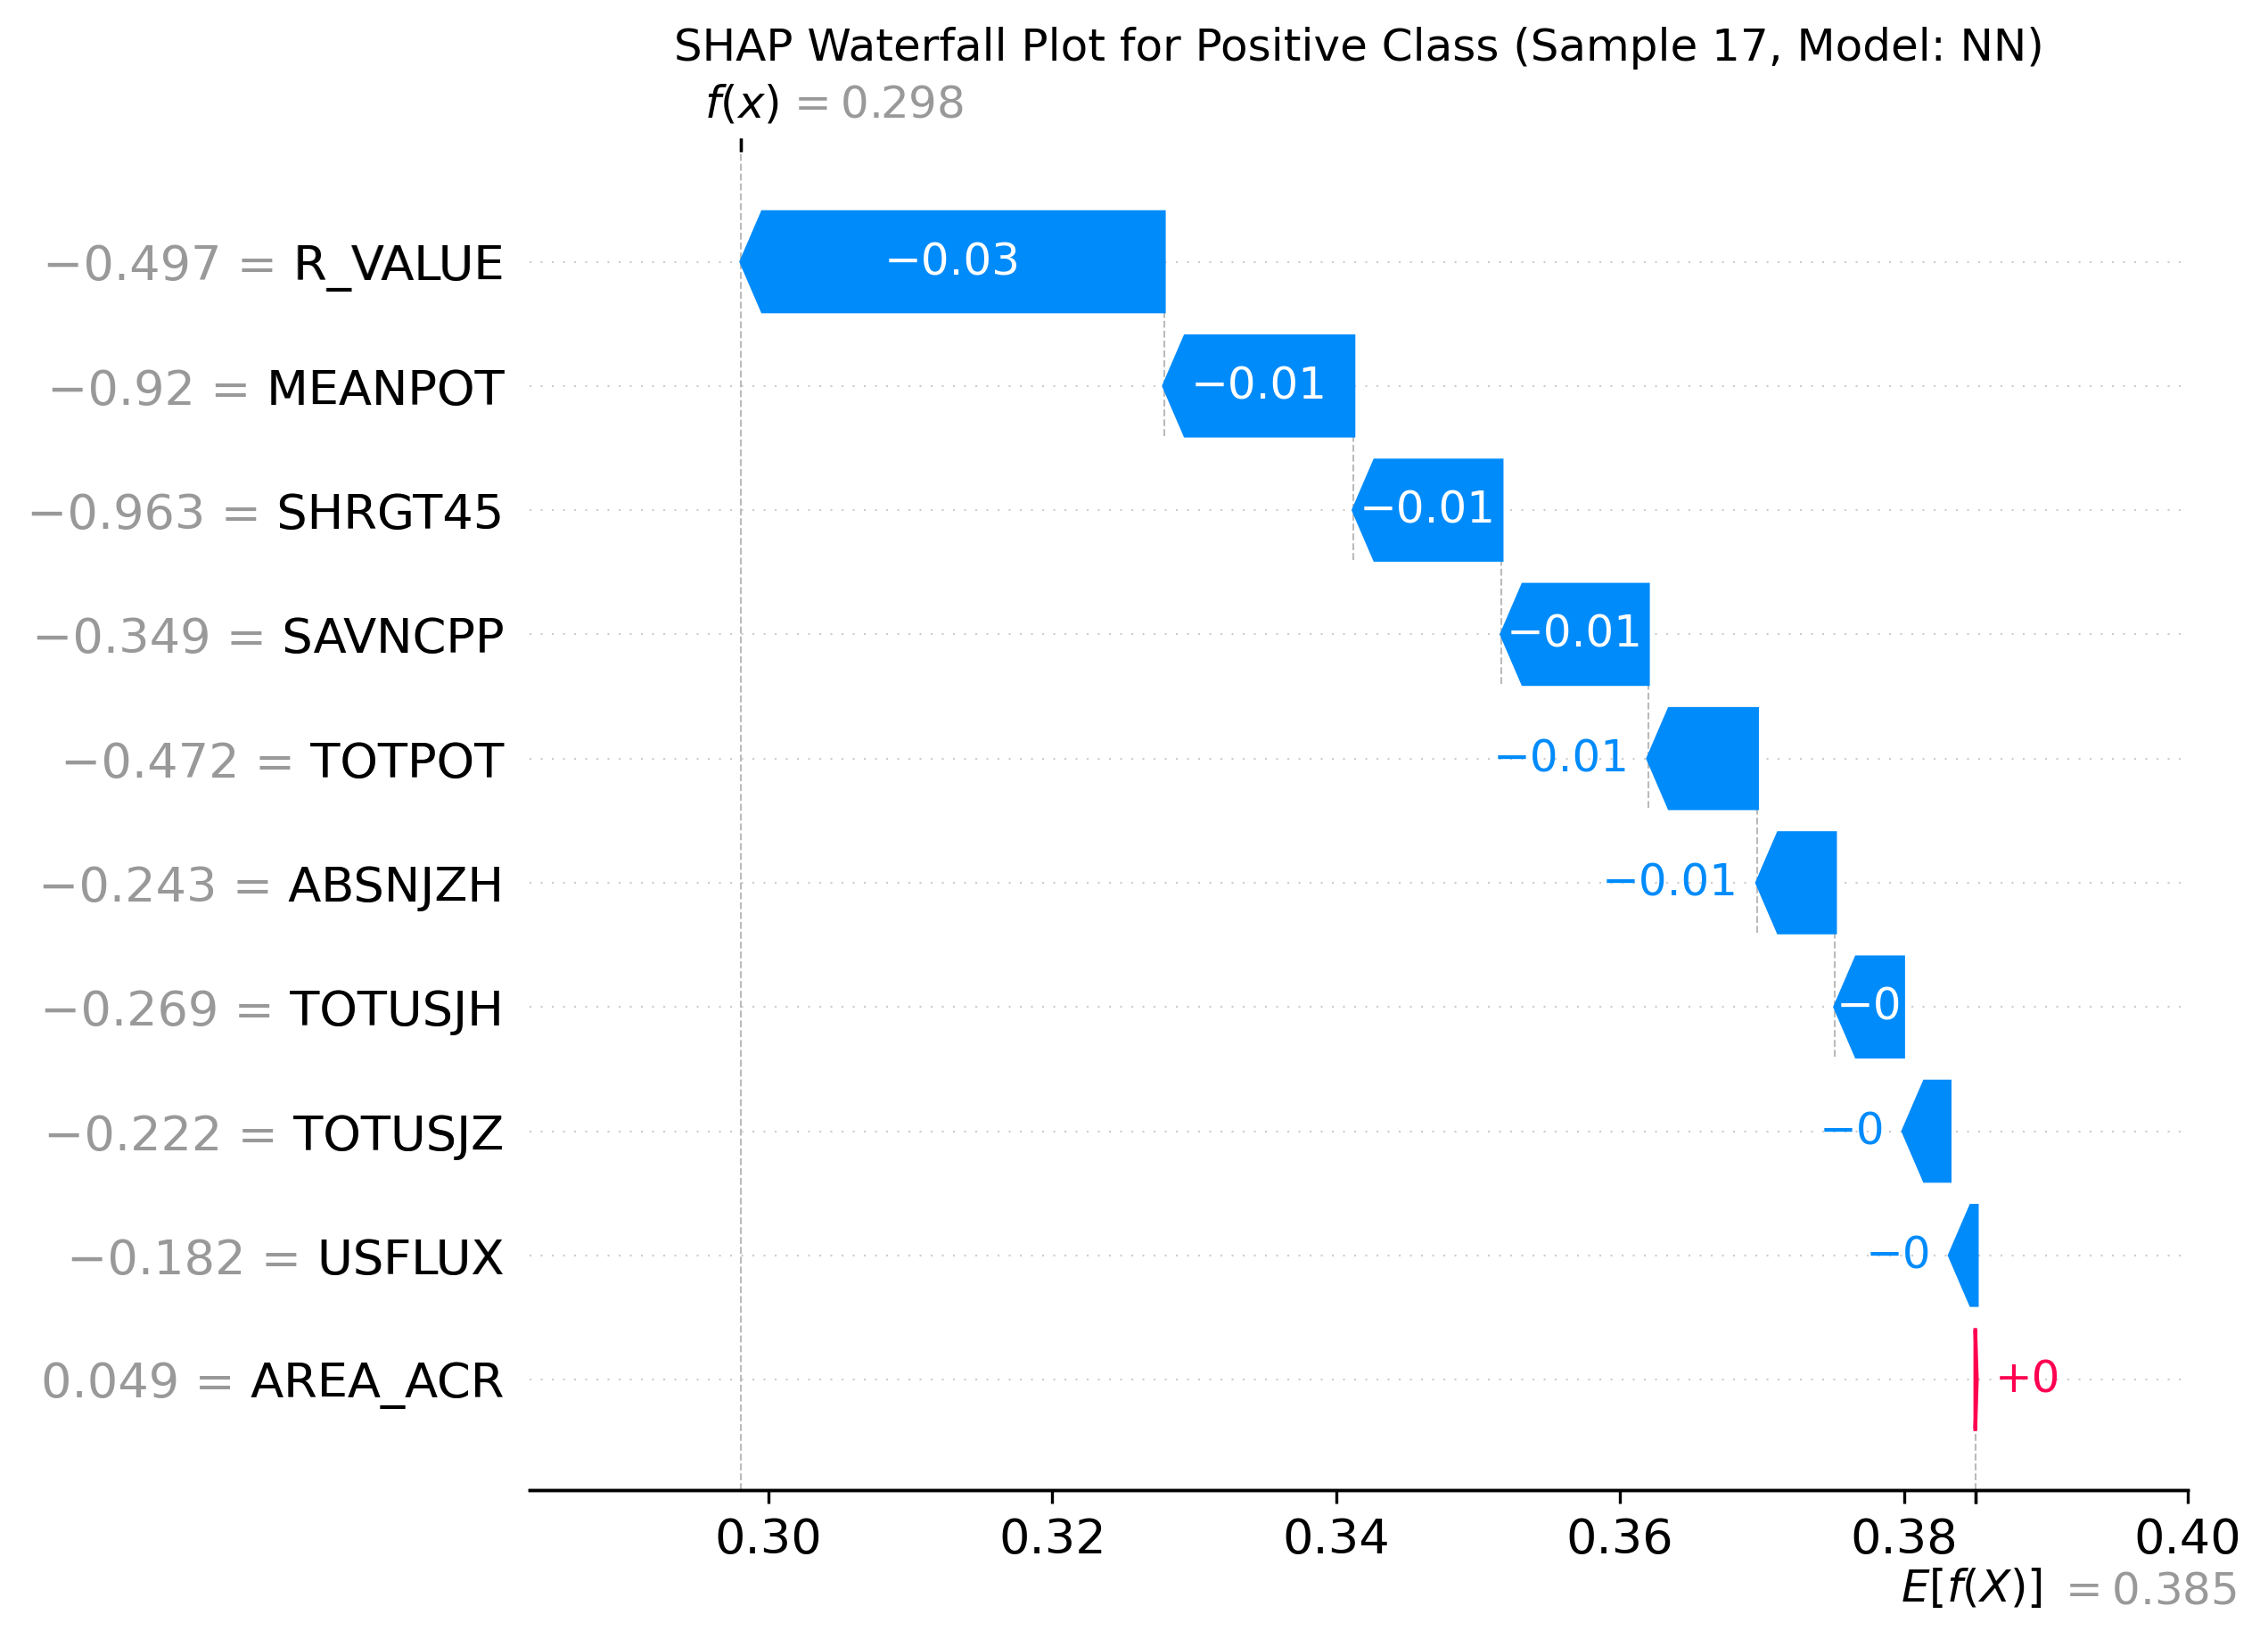 SHAP Waterfall Plot for Positive Class (Sample 17, Model: NN)
f(x) = 0.298
−0.497 = R_VALUE −0.03
−0.92 = MEANPOT −0.01
−0.963 = SHRGT45 −0.01
−0.349 = SAVNCPP −0.01
−0.472 = TOTPOT −0.01
−0.243 = ABSNJZH −0.01
−0.269 = TOTUSJH −0
−0.222 = TOTUSJZ −0
−0.182 = USFLUX −0
0.049 = AREA_ACR +0
0.30 0.32 0.34 0.36 0.38 0.40
E[f(X)] = 0.385